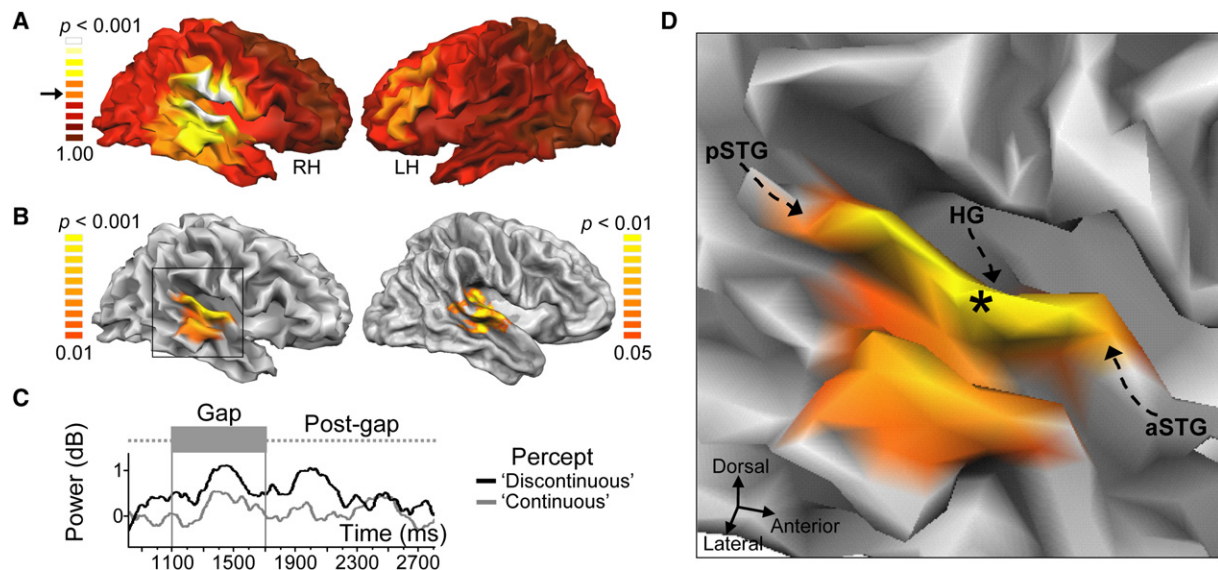 A
p < 0.001
1.00
RH
LH
B
p < 0.001
0.01
p < 0.01
0.05
C
Gap
Post-gap
Power (dB)
1
0
Time (ms)
1100 1500 1900 2300 2700
Percept
'Discontinuous'
'Continuous'
D
pSTG
HG
*
aSTG
Dorsal
Anterior
Lateral